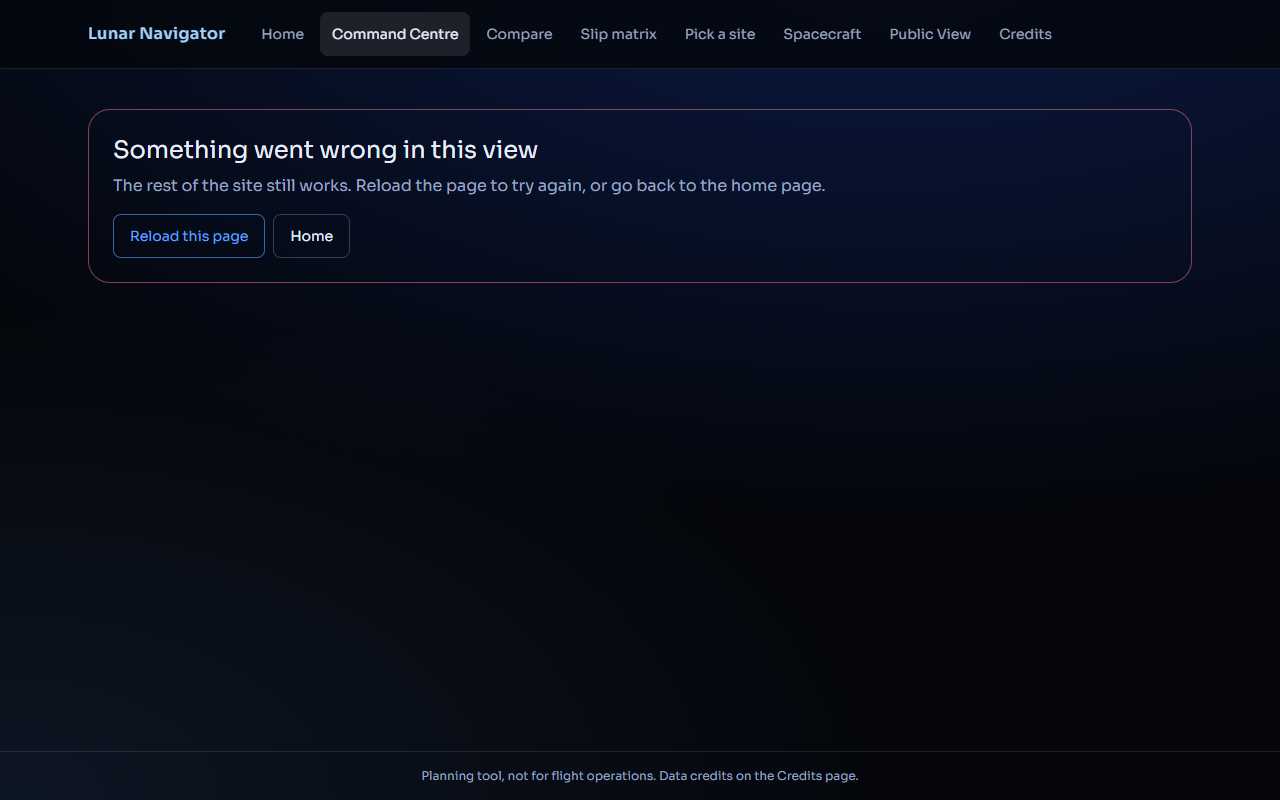 Lunar Navigator Home Command Centre Compare Slip matrix Pick a site Spacecraft Public View Credits
Something went wrong in this view
The rest of the site still works. Reload the page to try again, or go back to the home page.
Reload this page Home
Planning tool, not for flight operations. Data credits on the Credits page.